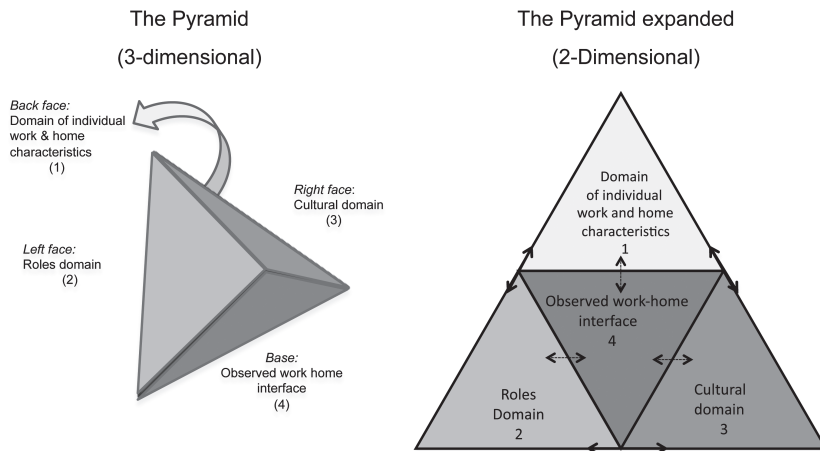 The Pyramid
(3-dimensional)
Back face:
Domain of individual
work & home
characteristics
(1)
Right face:
Cultural domain
(3)
Left face:
Roles domain
(2)
Base:
Observed work home
interface
(4)
The Pyramid expanded
(2-Dimensional)
Domain
of individual
work and home
characteristics
1
Observed work-home
interface
4
Roles
Domain
2
Cultural
domain
3